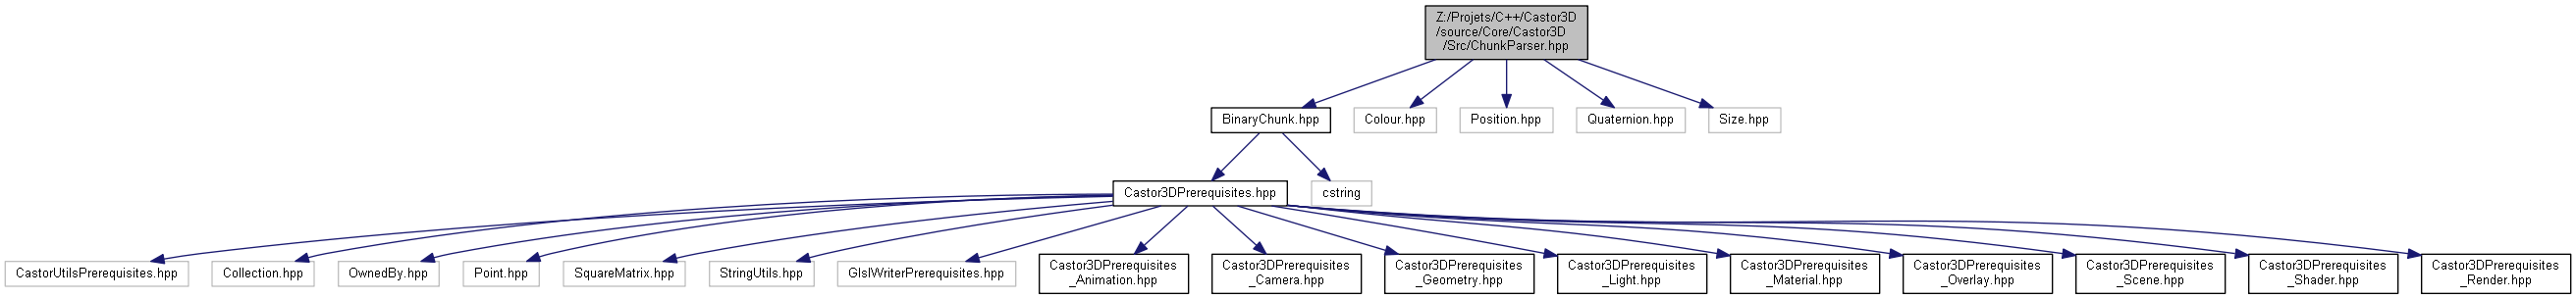 Z:/Projets/C++/Castor3D
/source/Core/Castor3D
/Src/ChunkParser.hpp
BinaryChunk.hpp
Colour.hpp
Position.hpp
Quaternion.hpp
Size.hpp
Castor3DPrerequisites.hpp
cstring
CastorUtilsPrerequisites.hpp
Collection.hpp
OwnedBy.hpp
Point.hpp
SquareMatrix.hpp
StringUtils.hpp
GlslWriterPrerequisites.hpp
Castor3DPrerequisites
_Animation.hpp
Castor3DPrerequisites
_Camera.hpp
Castor3DPrerequisites
_Geometry.hpp
Castor3DPrerequisites
_Light.hpp
Castor3DPrerequisites
_Material.hpp
Castor3DPrerequisites
_Overlay.hpp
Castor3DPrerequisites
_Scene.hpp
Castor3DPrerequisites
_Shader.hpp
Castor3DPrerequisites
_Render.hpp